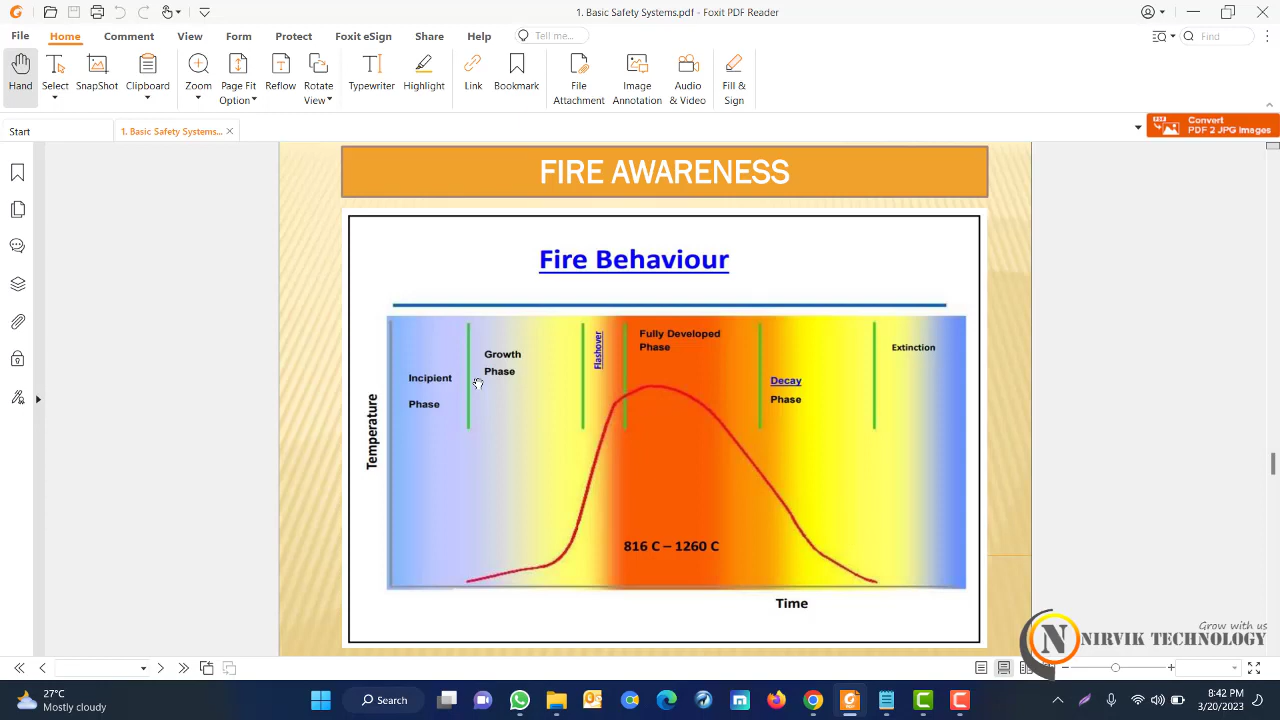 1. Basic Safety Systems.pdf - Foxit PDF Reader
File Home Comment View Form Protect Foxit eSign Share Help Tell me... Find
Hand Select SnapShot Clipboard Zoom Page Fit Option Reflow Rotate View Typewriter Highlight Link Bookmark File Attachment Image Annotation Audio & Video Fill & Sign
Start 1. Basic Safety Systems... Convert PDF 2 JPG Images
FIRE AWARENESS
Fire Behaviour
Temperature
Incipient
Phase
Growth
Phase
Flashover
Fully Developed
Phase
Decay
Phase
Extinction
816 C – 1260 C
Time
Grow with us
N NIRVIK TECHNOLOGY
27°C
Mostly cloudy
Search
8:42 PM
3/20/2023